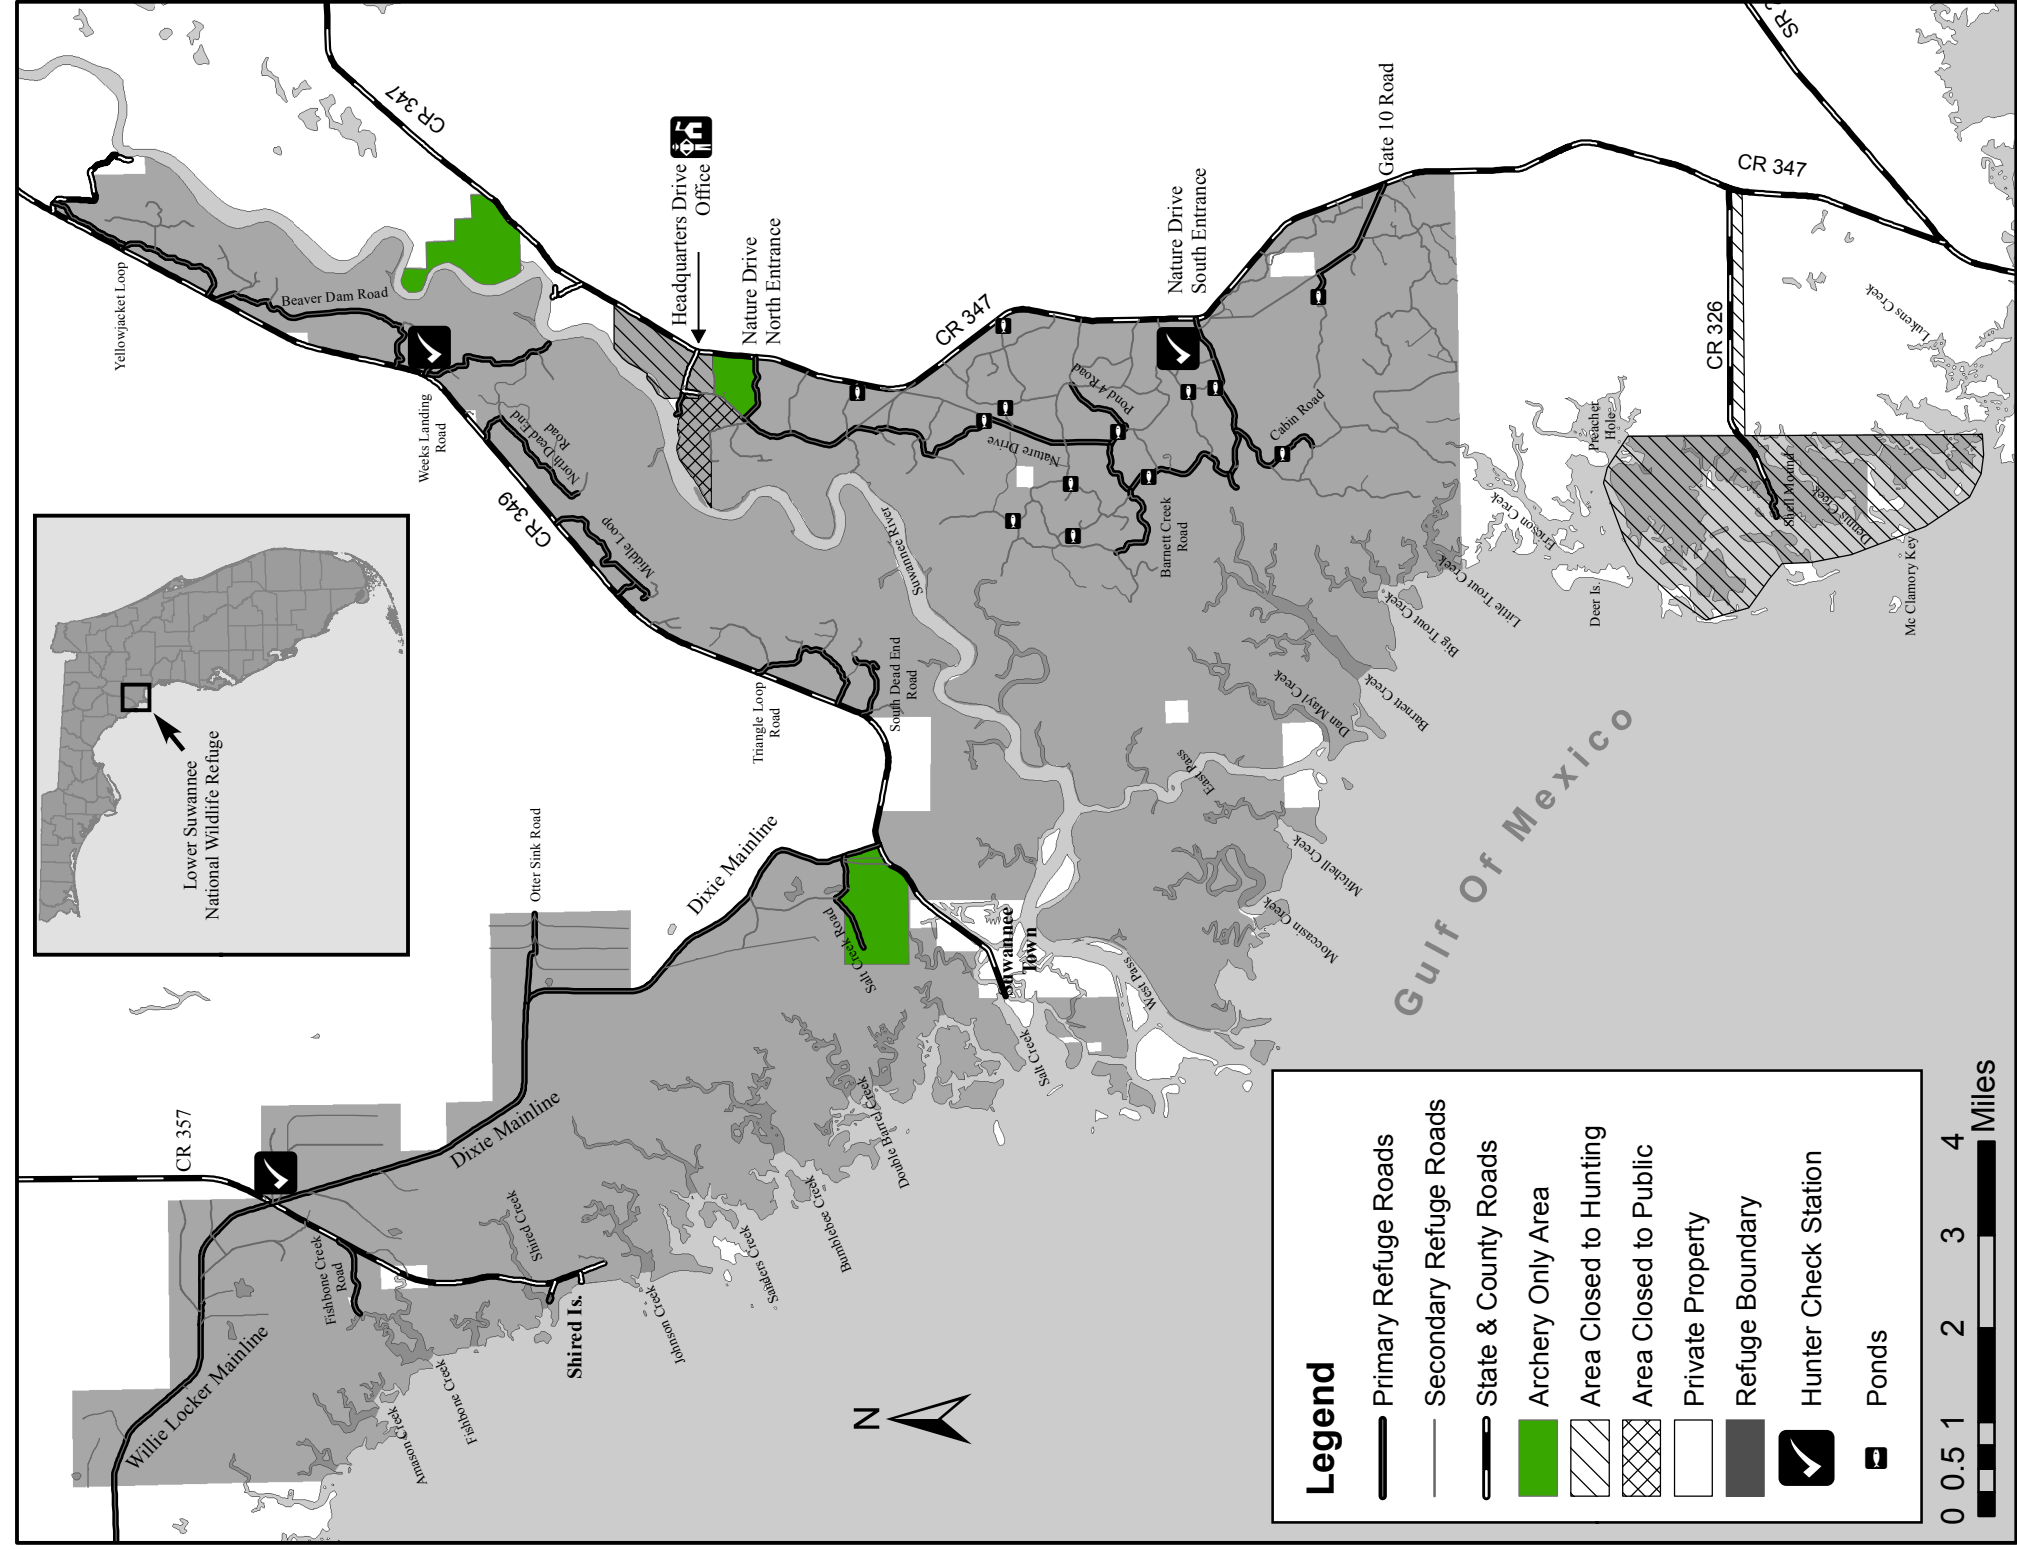 Lower Suwannee
National Wildlife Refuge
CR 347
CR 357
Yellowjacket Loop
Beaver Dam Road
Weeks Landing
Road
North Dead End
Road
CR 349
Middle Loop
Headquarters Drive
Office
Nature Drive
North Entrance
CR 347
Nature Drive
South Entrance
Gate 10 Road
CR 347
SR
CR 326
Lukens Creek
Pond 4 Road
Nature Drive
Cabin Road
Barnett Creek
Road
Suwannee River
Triangle Loop
Road
South Dead End
Road
Otter Sink Road
Dixie Mainline
Salt Creek Road
Suwannee
Town
West Pass
Salt Creek
East Pass
Dan Mayl Creek
Barnett Creek
Big Trout Creek
Little Trout Creek
Ericson Creek
Preacher
Hole
Deer Is.
Shell Mound
Dennis Creek
Mc Clamory Key
Mitchell Creek
Moccasin Creek
Gulf Of Mexico
Dixie Mainline
Willie Locker Mainline
Fishbone Creek
Road
Shired Creek
Shired Is.
Amason Creek
Fishbone Creek
Johnson Creek
Sanders Creek
Bumblebee Creek
Double Barrel Creek
N
Legend
Primary Refuge Roads
Secondary Refuge Roads
State & County Roads
Archery Only Area
Area Closed to Hunting
Area Closed to Public
Private Property
Refuge Boundary
Hunter Check Station
Ponds
0 0.5 1 2 3 4
Miles